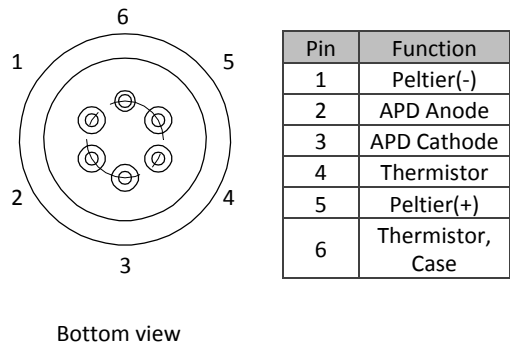 6
1 5
2 4
3
Bottom view
Pin Function
1 Peltier(-)
2 APD Anode
3 APD Cathode
4 Thermistor
5 Peltier(+)
6 Thermistor,
Case